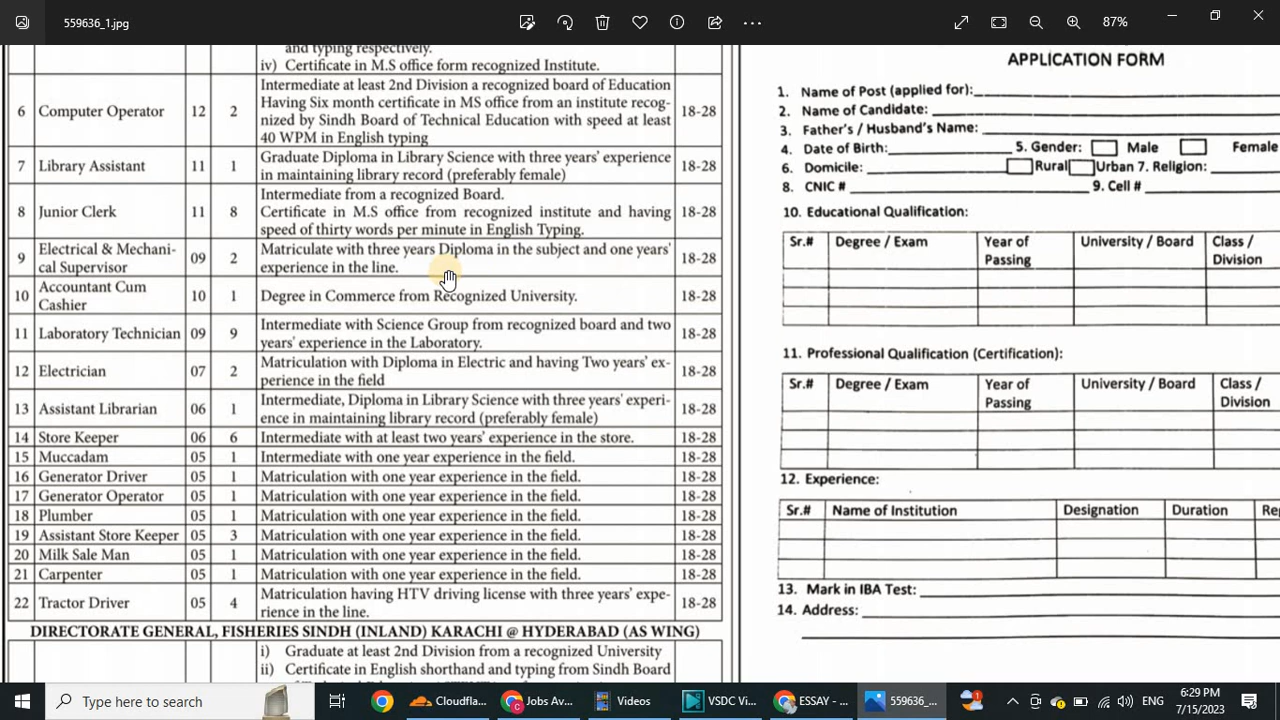 559636_1.jpg
87%
and typing respectively.
iv) Certificate in M.S office form recognized Institute.
6 Computer Operator 12 2 Intermediate at least 2nd Division a recognized board of Education
Having Six month certificate in MS office from an institute recog-
nized by Sindh Board of Technical Education with speed at least
40 WPM in English typing 18-28
7 Library Assistant 11 1 Graduate Diploma in Library Science with three years' experience
in maintaining library record (preferably female) 18-28
8 Junior Clerk 11 8 Intermediate from a recognized Board.
Certificate in M.S office from recognized institute and having
speed of thirty words per minute in English Typing. 18-28
9 Electrical & Mechani-
cal Supervisor 09 2 Matriculate with three years Diploma in the subject and one years'
experience in the line. 18-28
10 Accountant Cum
Cashier 10 1 Degree in Commerce from Recognized University. 18-28
11 Laboratory Technician 09 9 Intermediate with Science Group from recognized board and two
years' experience in the Laboratory. 18-28
12 Electrician 07 2 Matriculation with Diploma in Electric and having Two years' ex-
perience in the field 18-28
13 Assistant Librarian 06 1 Intermediate, Diploma in Library Science with three years' experi-
ence in maintaining library record (preferably female) 18-28
14 Store Keeper 06 6 Intermediate with at least two years' experience in the store. 18-28
15 Muccadam 05 1 Intermediate with one year experience in the field. 18-28
16 Generator Driver 05 1 Matriculation with one year experience in the field. 18-28
17 Generator Operator 05 1 Matriculation with one year experience in the field. 18-28
18 Plumber 05 1 Matriculation with one year experience in the field. 18-28
19 Assistant Store Keeper 05 3 Matriculation with one year experience in the field. 18-28
20 Milk Sale Man 05 1 Matriculation with one year experience in the field. 18-28
21 Carpenter 05 1 Matriculation with one year experience in the field. 18-28
22 Tractor Driver 05 4 Matriculation having HTV driving license with three years' expe-
rience in the line. 18-28
DIRECTORATE GENERAL, FISHERIES SINDH (INLAND) KARACHI @ HYDERABAD (AS WING)
i) Graduate at least 2nd Division from a recognized University
ii) Certificate in English shorthand and typing from Sindh Board
APPLICATION FORM
1. Name of Post (applied for):
2. Name of Candidate:
3. Father's / Husband's Name:
4. Date of Birth: 5. Gender: Male Female
6. Domicile: Rural Urban 7. Religion:
8. CNIC # 9. Cell #
10. Educational Qualification:
Sr.# Degree / Exam Year of
Passing University / Board Class /
Division
11. Professional Qualification (Certification):
Sr.# Degree / Exam Year of
Passing University / Board Class /
Division
12. Experience:
Sr.# Name of Institution Designation Duration
13. Mark in IBA Test:
14. Address:
Type here to search
Cloudfla...
Jobs Av...
Videos
VSDC Vi...
ESSAY - ...
559636_...
1
ENG
6:29 PM
7/15/2023